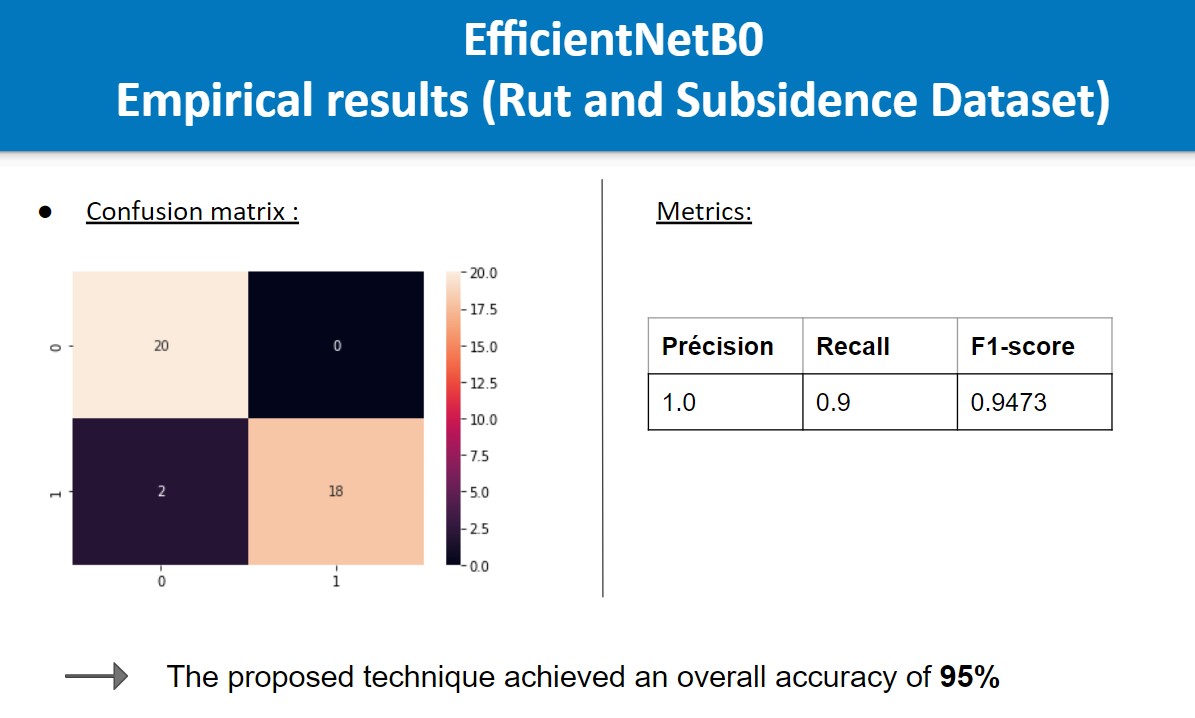 EfficientNetB0
Empirical results (Rut and Subsidence Dataset)
● Confusion matrix :
20.0
17.5
15.0
12.5
10.0
7.5
5.0
2.5
0.0
0
20
0
1
2
18
0
1
Metrics:
Précision Recall F1-score
1.0 0.9 0.9473
The proposed technique achieved an overall accuracy of 95%